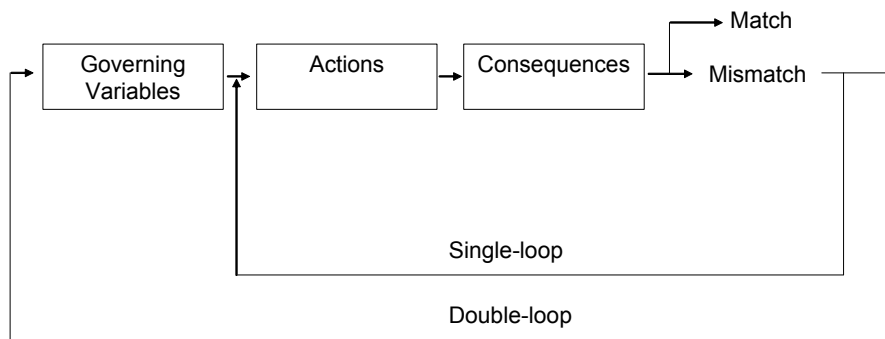 Match
Governing
Variables
Actions
Consequences
Mismatch
Single-loop
Double-loop